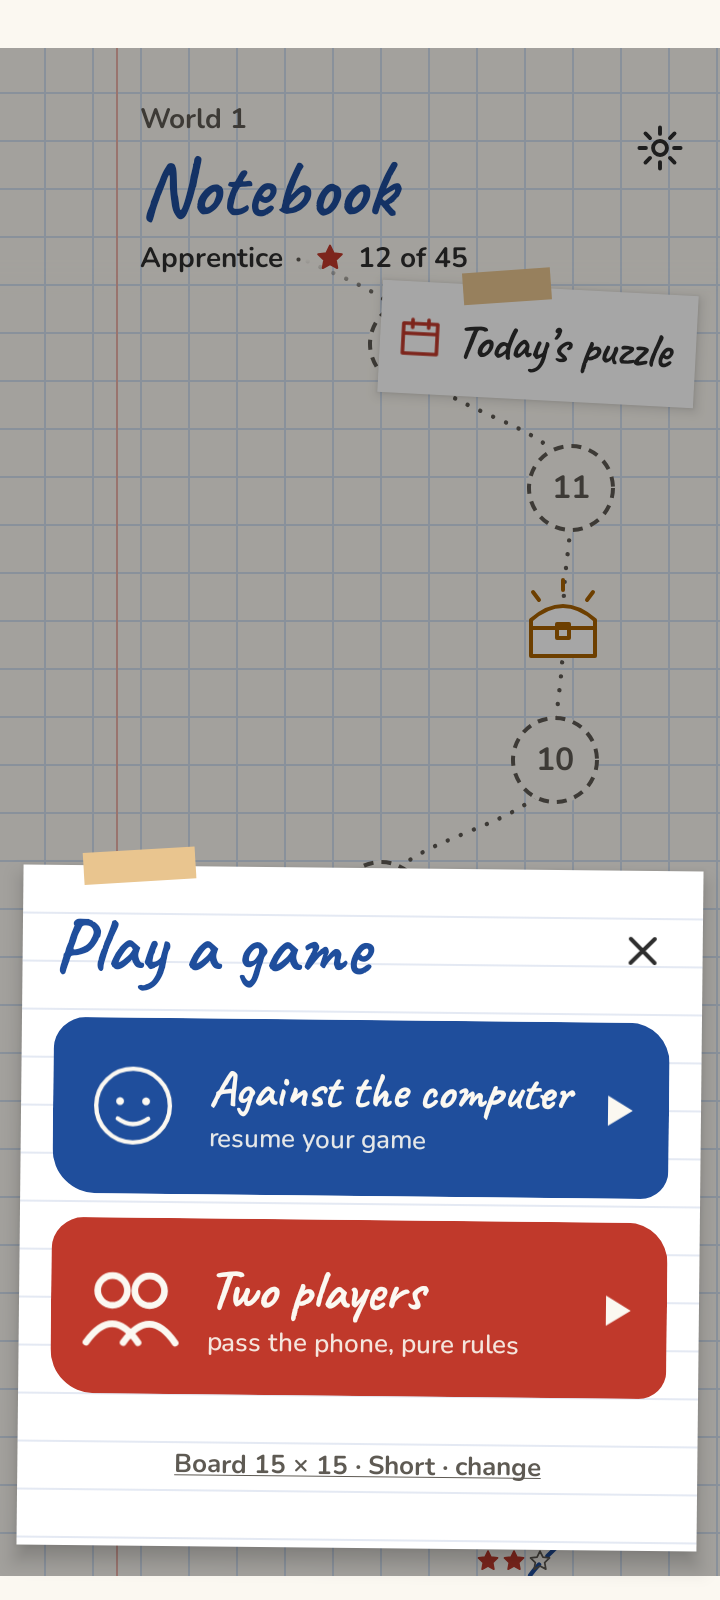 World 1
Notebook
Apprentice · 12 of 45
Today's puzzle
11
10
Play a game
Against the computer
resume your game
Two players
pass the phone, pure rules
Board 15 × 15 · Short · change